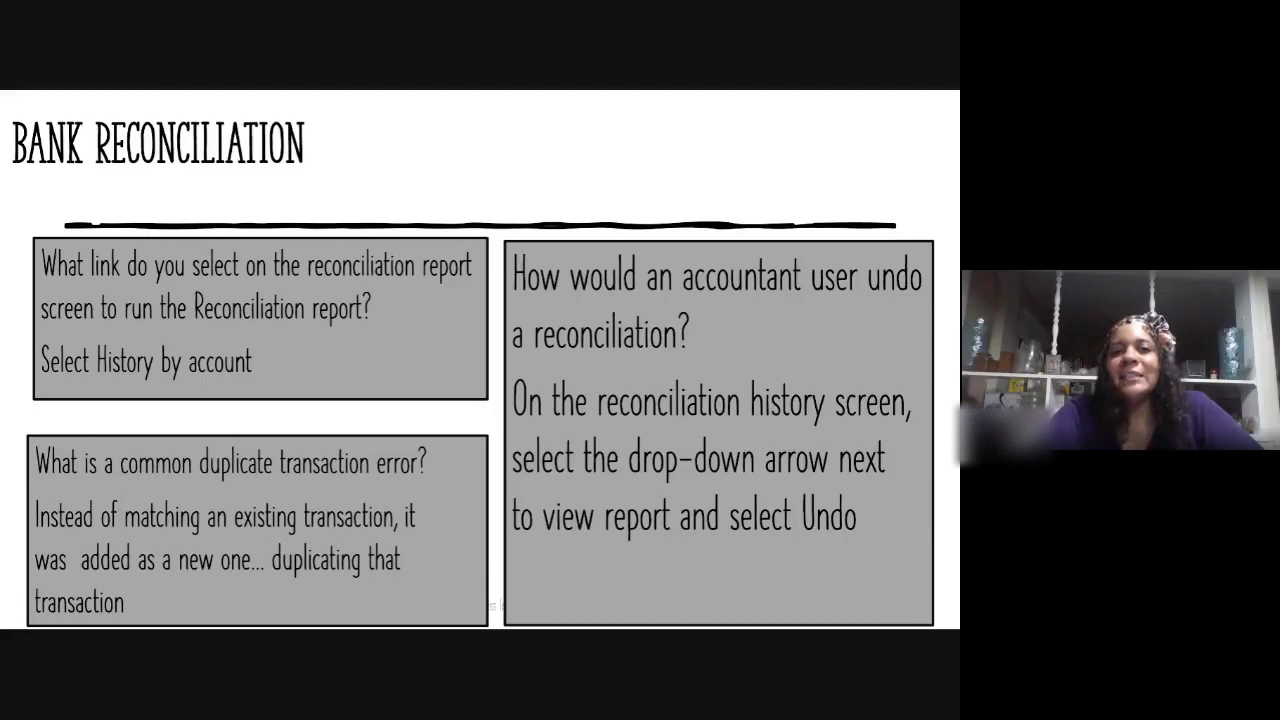 BANK RECONCILIATION
What link do you select on the reconciliation report
screen to run the Reconciliation report?
Select History by account
What is a common duplicate transaction error?
Instead of matching an existing transaction, it
was added as a new one... duplicating that
transaction
How would an accountant user undo
a reconciliation?
On the reconciliation history screen,
select the drop-down arrow next
to view report and select Undo